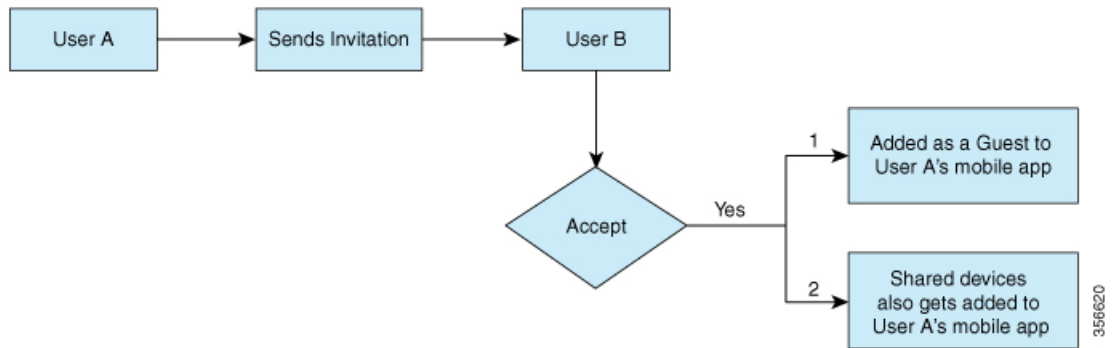 User A
Sends Invitation
User B
Accept
Yes
1
Added as a Guest to
User A's mobile app
2
Shared devices
also gets added to
User A's mobile app
356620